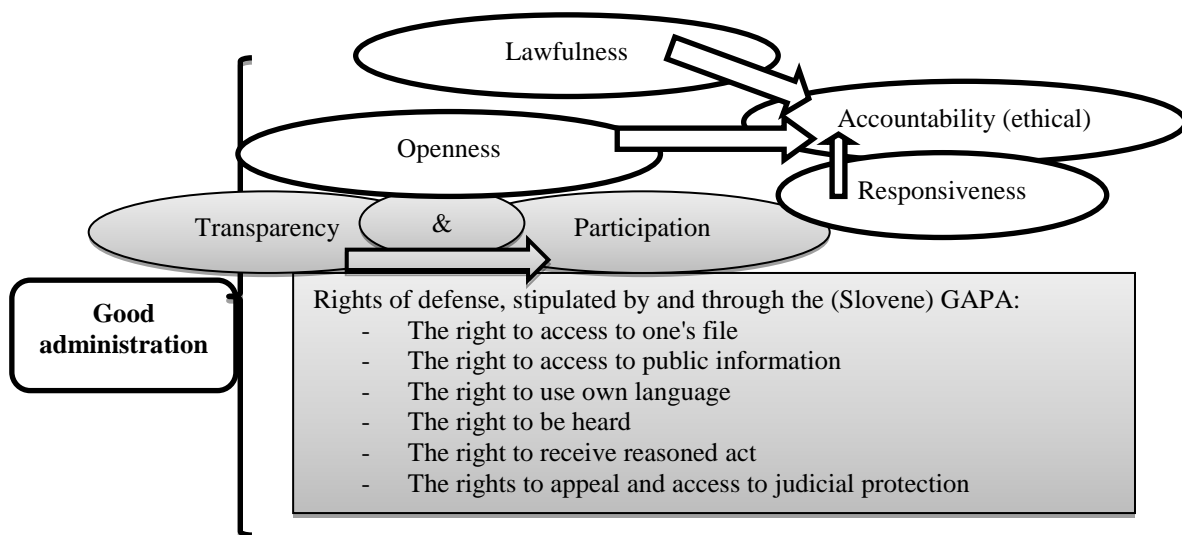 Lawfulness
Accountability (ethical)
Openness
Responsiveness
Transparency
&
Participation
Good
administration
Rights of defense, stipulated by and through the (Slovene) GAPA:
- The right to access to one's file
- The right to access to public information
- The right to use own language
- The right to be heard
- The right to receive reasoned act
- The rights to appeal and access to judicial protection